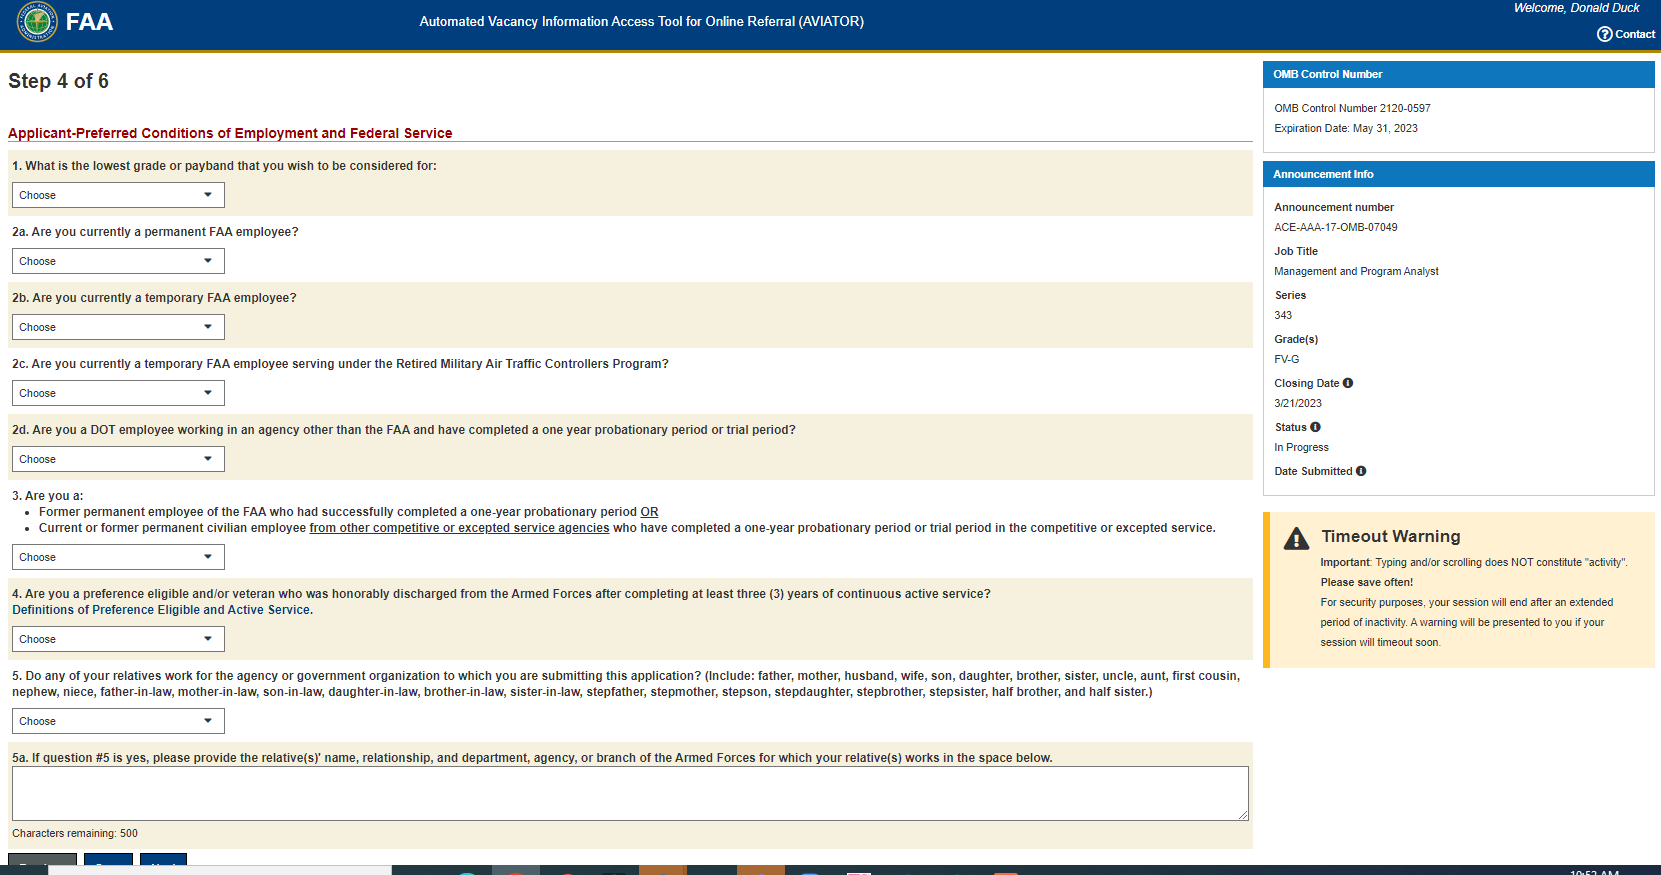 FAA
Automated Vacancy Information Access Tool for Online Referral (AVIATOR)
Welcome, Donald Duck
Contact
Step 4 of 6
Applicant-Preferred Conditions of Employment and Federal Service
1. What is the lowest grade or payband that you wish to be considered for:
Choose
2a. Are you currently a permanent FAA employee?
Choose
2b. Are you currently a temporary FAA employee?
Choose
2c. Are you currently a temporary FAA employee serving under the Retired Military Air Traffic Controllers Program?
Choose
2d. Are you a DOT employee working in an agency other than the FAA and have completed a one year probationary period or trial period?
Choose
3. Are you a:
• Former permanent employee of the FAA who had successfully completed a one-year probationary period OR
• Current or former permanent civilian employee from other competitive or excepted service agencies who have completed a one-year probationary period or trial period in the competitive or excepted service.
Choose
4. Are you a preference eligible and/or veteran who was honorably discharged from the Armed Forces after completing at least three (3) years of continuous active service?
Definitions of Preference Eligible and Active Service.
Choose
5. Do any of your relatives work for the agency or government organization to which you are submitting this application? (Include: father, mother, husband, wife, son, daughter, brother, sister, uncle, aunt, first cousin,
nephew, niece, father-in-law, mother-in-law, son-in-law, daughter-in-law, brother-in-law, sister-in-law, stepfather, stepmother, stepson, stepdaughter, stepbrother, stepsister, half brother, and half sister.)
Choose
5a. If question #5 is yes, please provide the relative(s)' name, relationship, and department, agency, or branch of the Armed Forces for which your relative(s) works in the space below.
Characters remaining: 500
OMB Control Number
OMB Control Number 2120-0597
Expiration Date: May 31, 2023
Announcement Info
Announcement number
ACE-AAA-17-OMB-07049
Job Title
Management and Program Analyst
Series
343
Grade(s)
FV-G
Closing Date
3/21/2023
Status
In Progress
Date Submitted
Timeout Warning
Important: Typing and/or scrolling does NOT constitute "activity".
Please save often!
For security purposes, your session will end after an extended
period of inactivity. A warning will be presented to you if your
session will timeout soon.